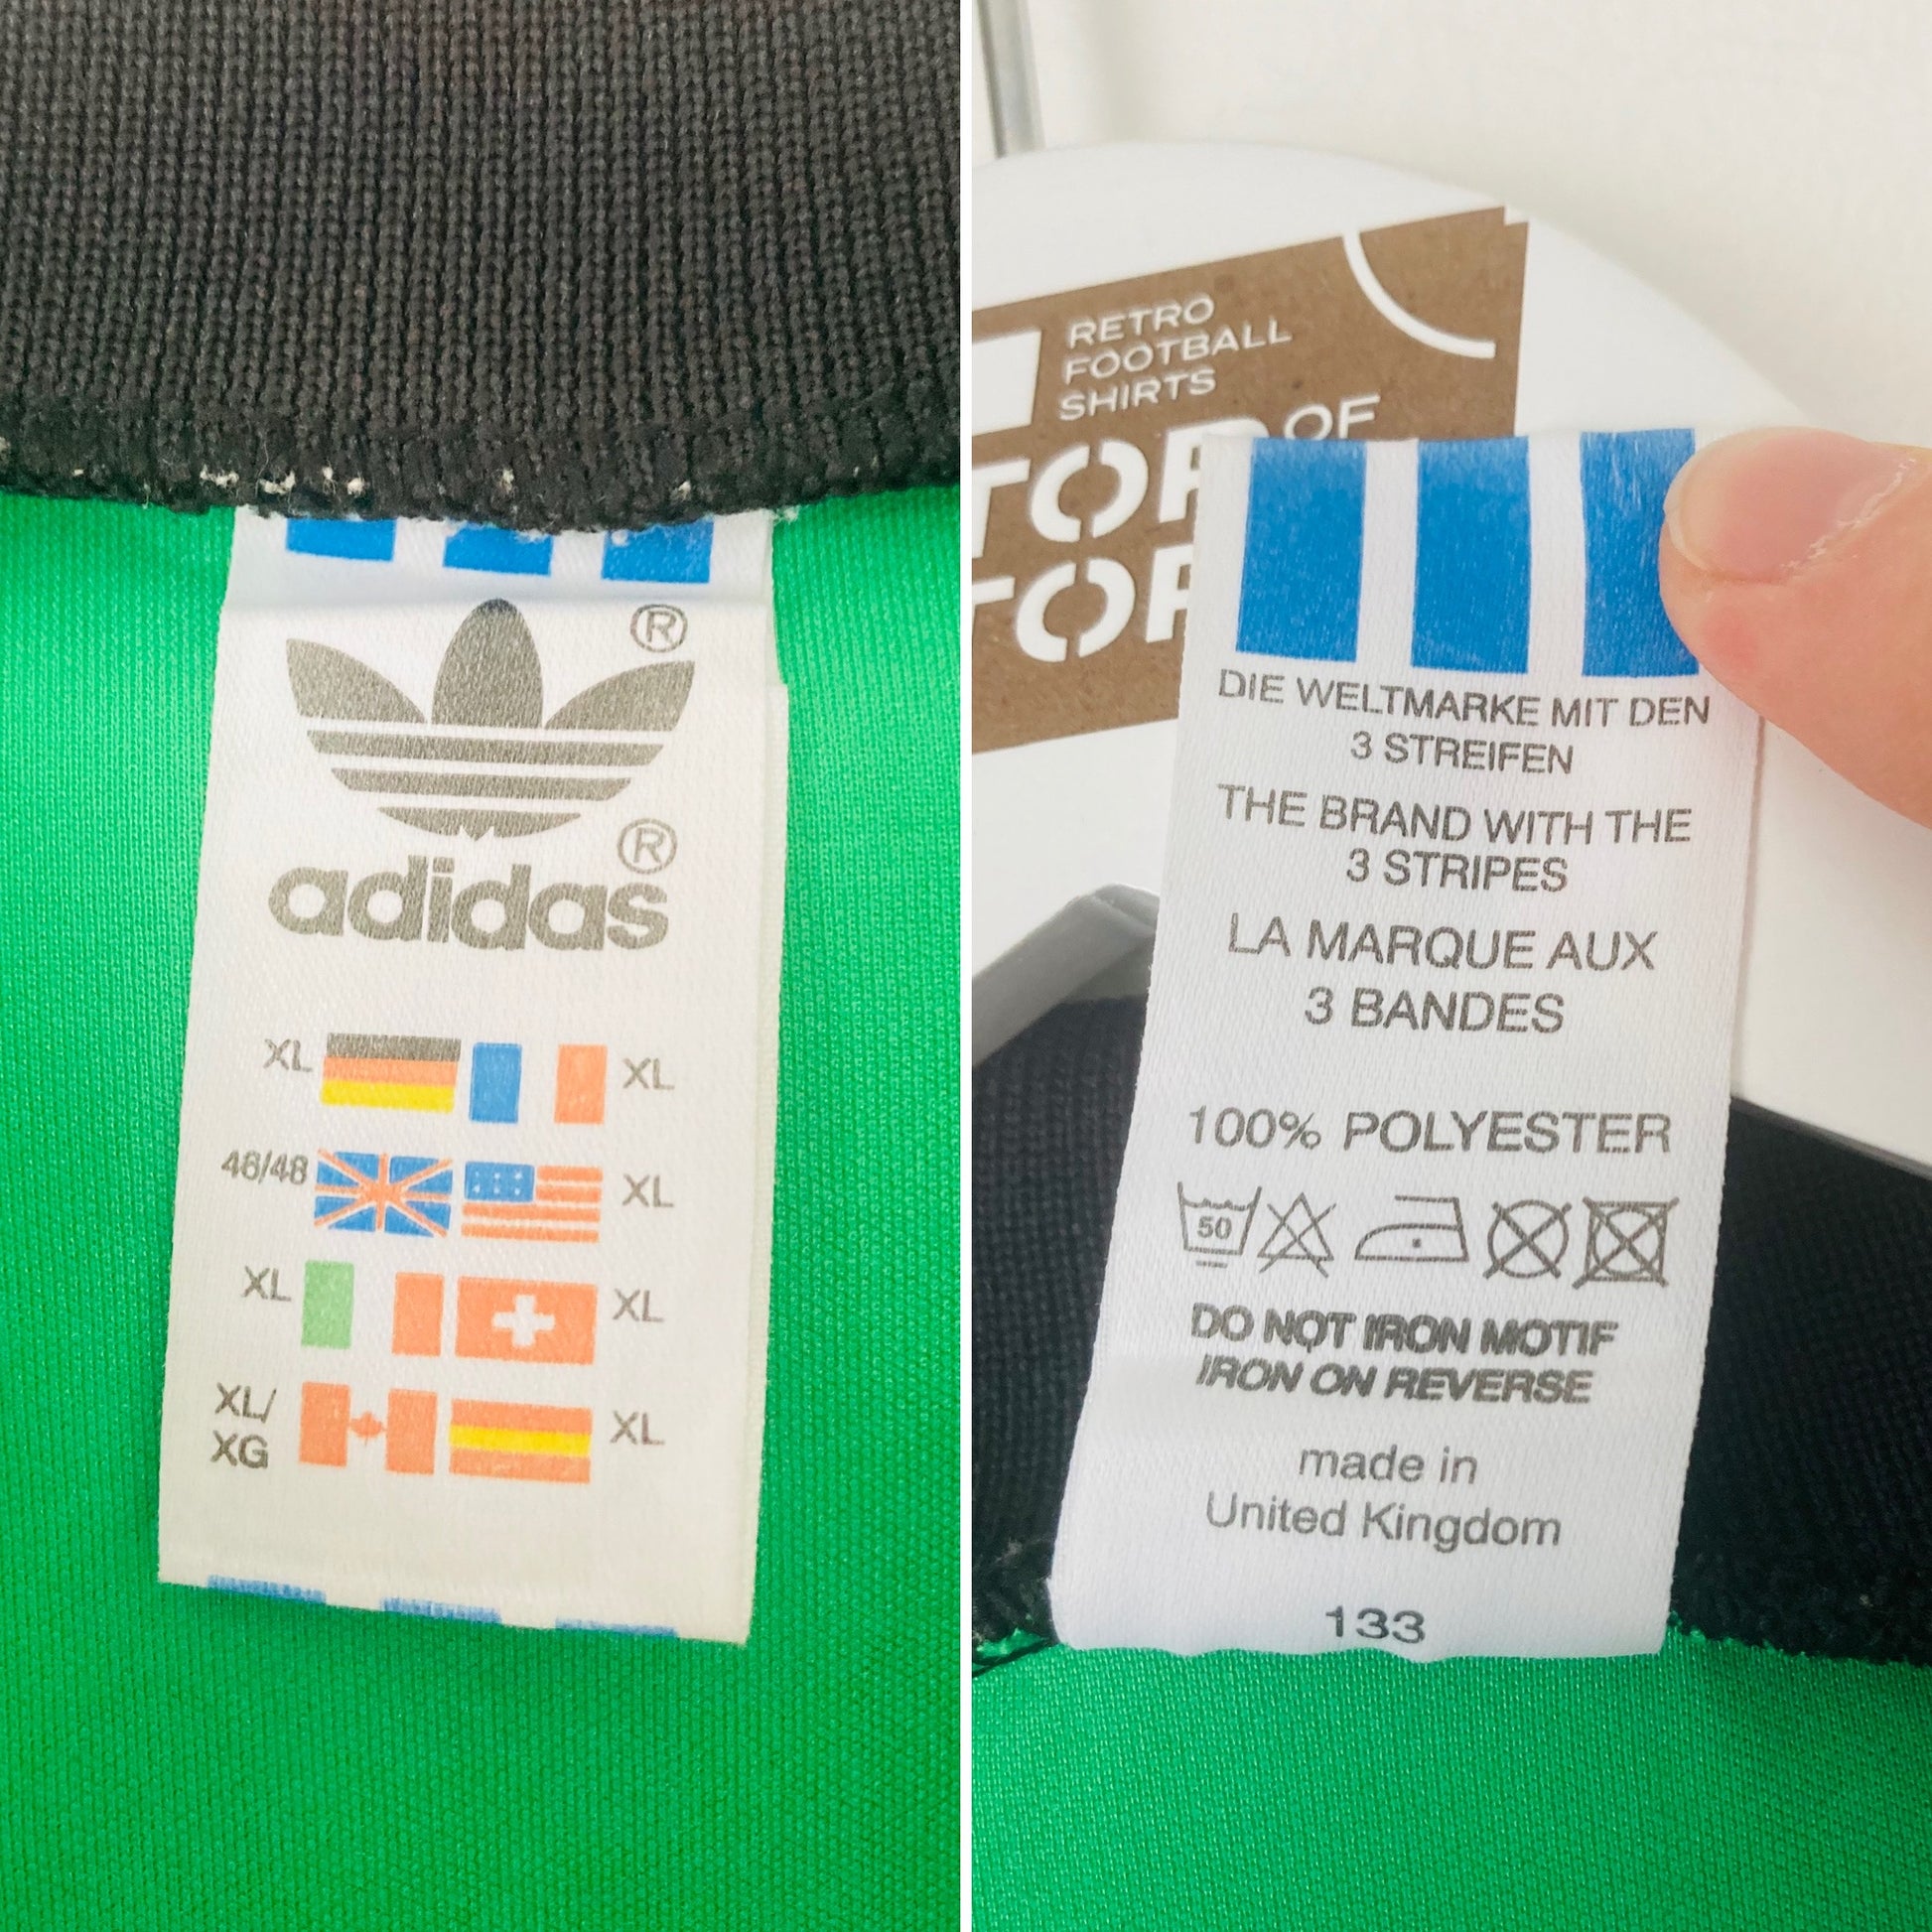 ®
®
adidas
XL XL
46/48 XL
XL XL
XL/
XG XL
RETRO
FOOTBALL
SHIRTS
OF
DIE WELTMARKE MIT DEN
3 STREIFEN
THE BRAND WITH THE
3 STRIPES
LA MARQUE AUX
3 BANDES
100% POLYESTER
50
DO NOT IRON MOTIF
IRON ON REVERSE
made in
United Kingdom
133